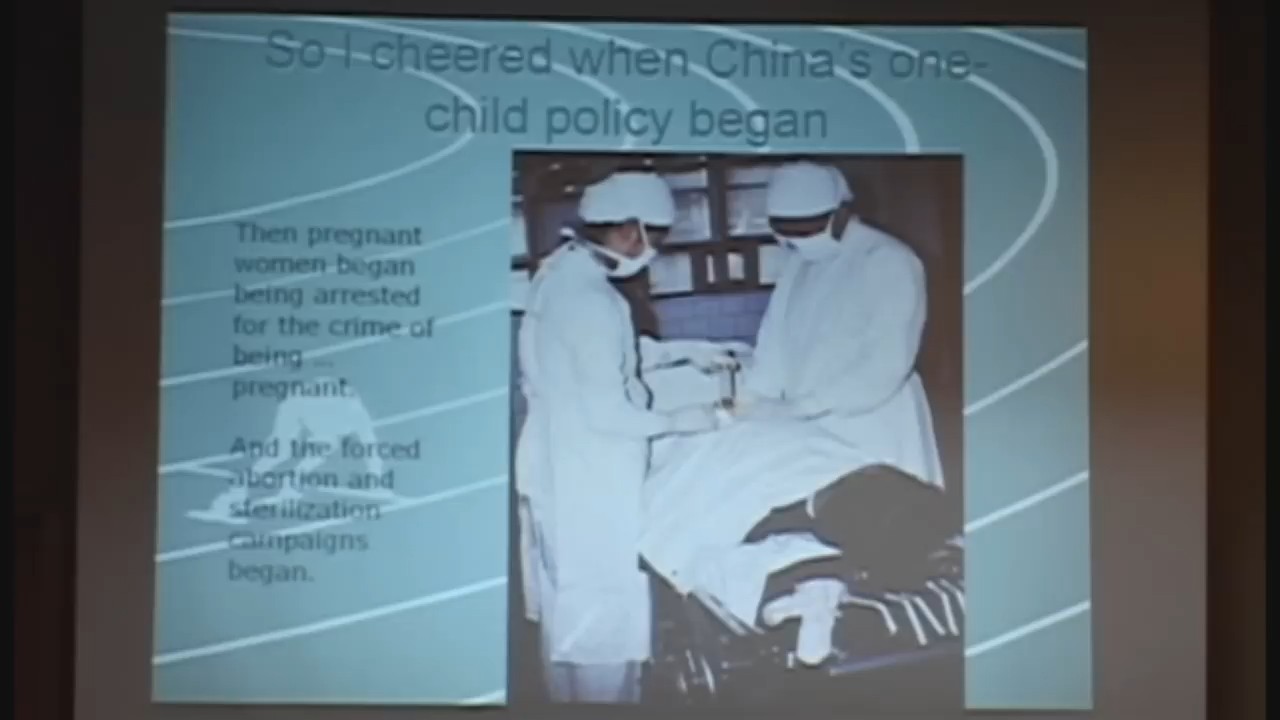 So I cheered when China's one-
child policy began
Then pregnant
women began
being arrested
for the crime of
being ...
pregnant.
And the forced
abortion and
sterilization
campaigns
began.